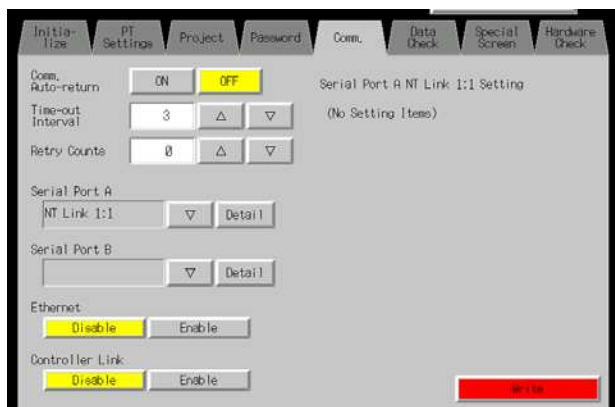 Initia-
lize
PT
Settings
Project
Password
Comm.
Data
Check
Special
Screen
Hardware
Check
Comm.
Auto-return
ON
OFF
Serial Port A NT Link 1:1 Setting
Time-out
Interval
3
△
▽
(No Setting Items)
Retry Counts
0
△
▽
Serial Port A
NT Link 1:1
▽
Detail
Serial Port B
▽
Detail
Ethernet
Disable
Enable
Controller Link
Disable
Enable
Write